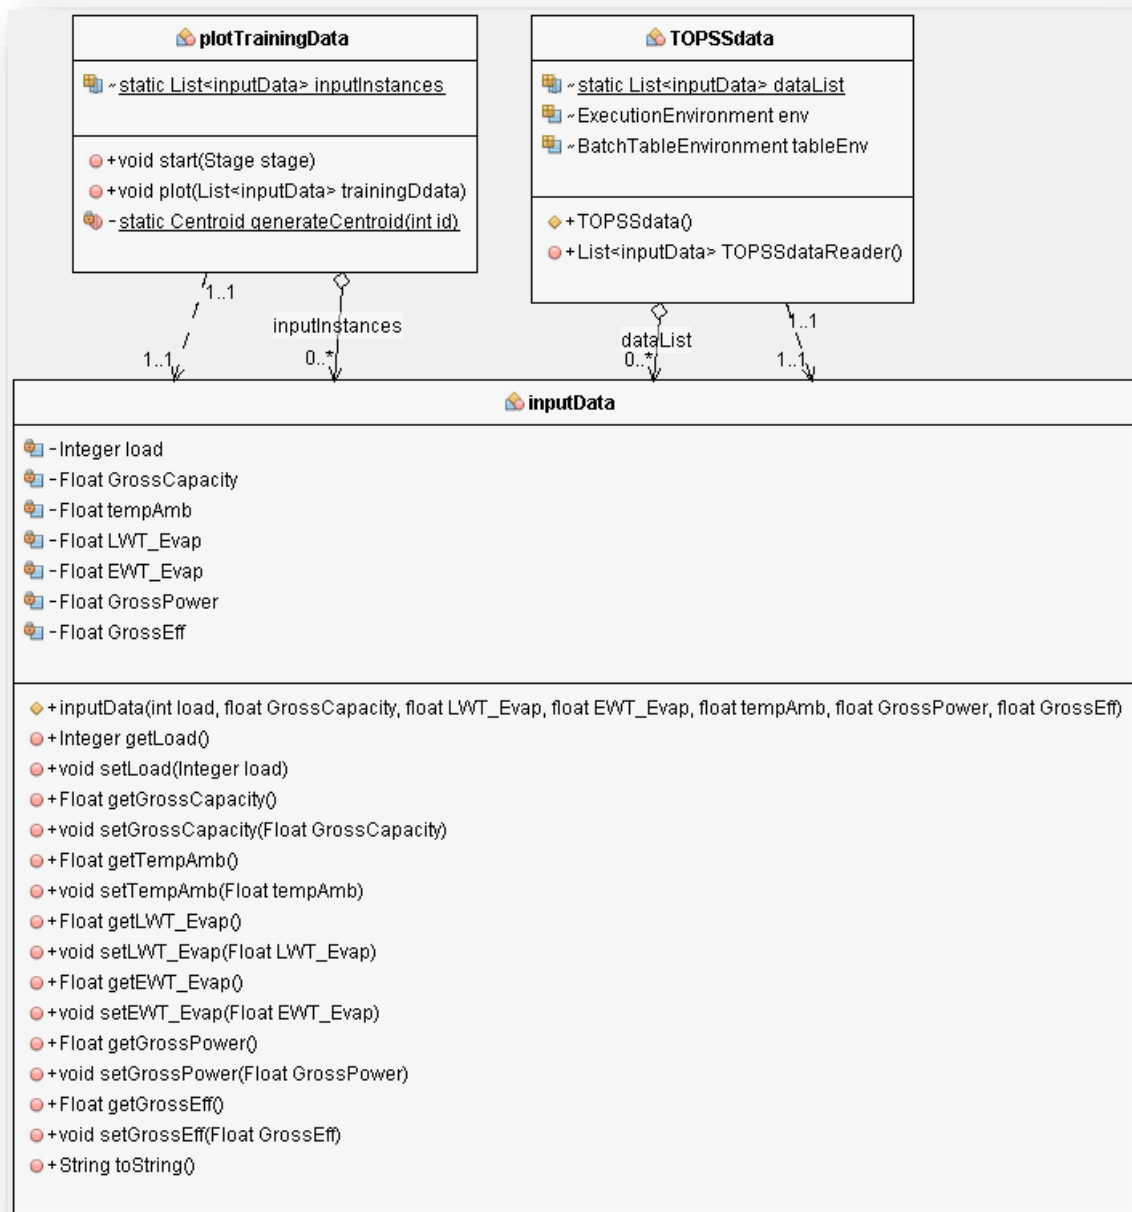 plotTrainingData
~static List<inputData> inputInstances
+void start(Stage stage)
+void plot(List<inputData> trainingDdata)
-static Centroid generateCentroid(int id)
TOPSSdata
~static List<inputData> dataList
~ExecutionEnvironment env
~BatchTableEnvironment tableEnv
+TOPSSdata()
+List<inputData> TOPSSdataReader()
1..1
inputInstances
1..1
0..*
1..1
dataList
0..*
1..1
inputData
-Integer load
-Float GrossCapacity
-Float tempAmb
-Float LWT_Evap
-Float EWT_Evap
-Float GrossPower
-Float GrossEff
+inputData(int load, float GrossCapacity, float LWT_Evap, float EWT_Evap, float tempAmb, float GrossPower, float GrossEff)
+Integer getLoad()
+void setLoad(Integer load)
+Float getGrossCapacity()
+void setGrossCapacity(Float GrossCapacity)
+Float getTempAmb()
+void setTempAmb(Float tempAmb)
+Float getLWT_Evap()
+void setLWT_Evap(Float LWT_Evap)
+Float getEWT_Evap()
+void setEWT_Evap(Float EWT_Evap)
+Float getGrossPower()
+void setGrossPower(Float GrossPower)
+Float getGrossEff()
+void setGrossEff(Float GrossEff)
+String toString()